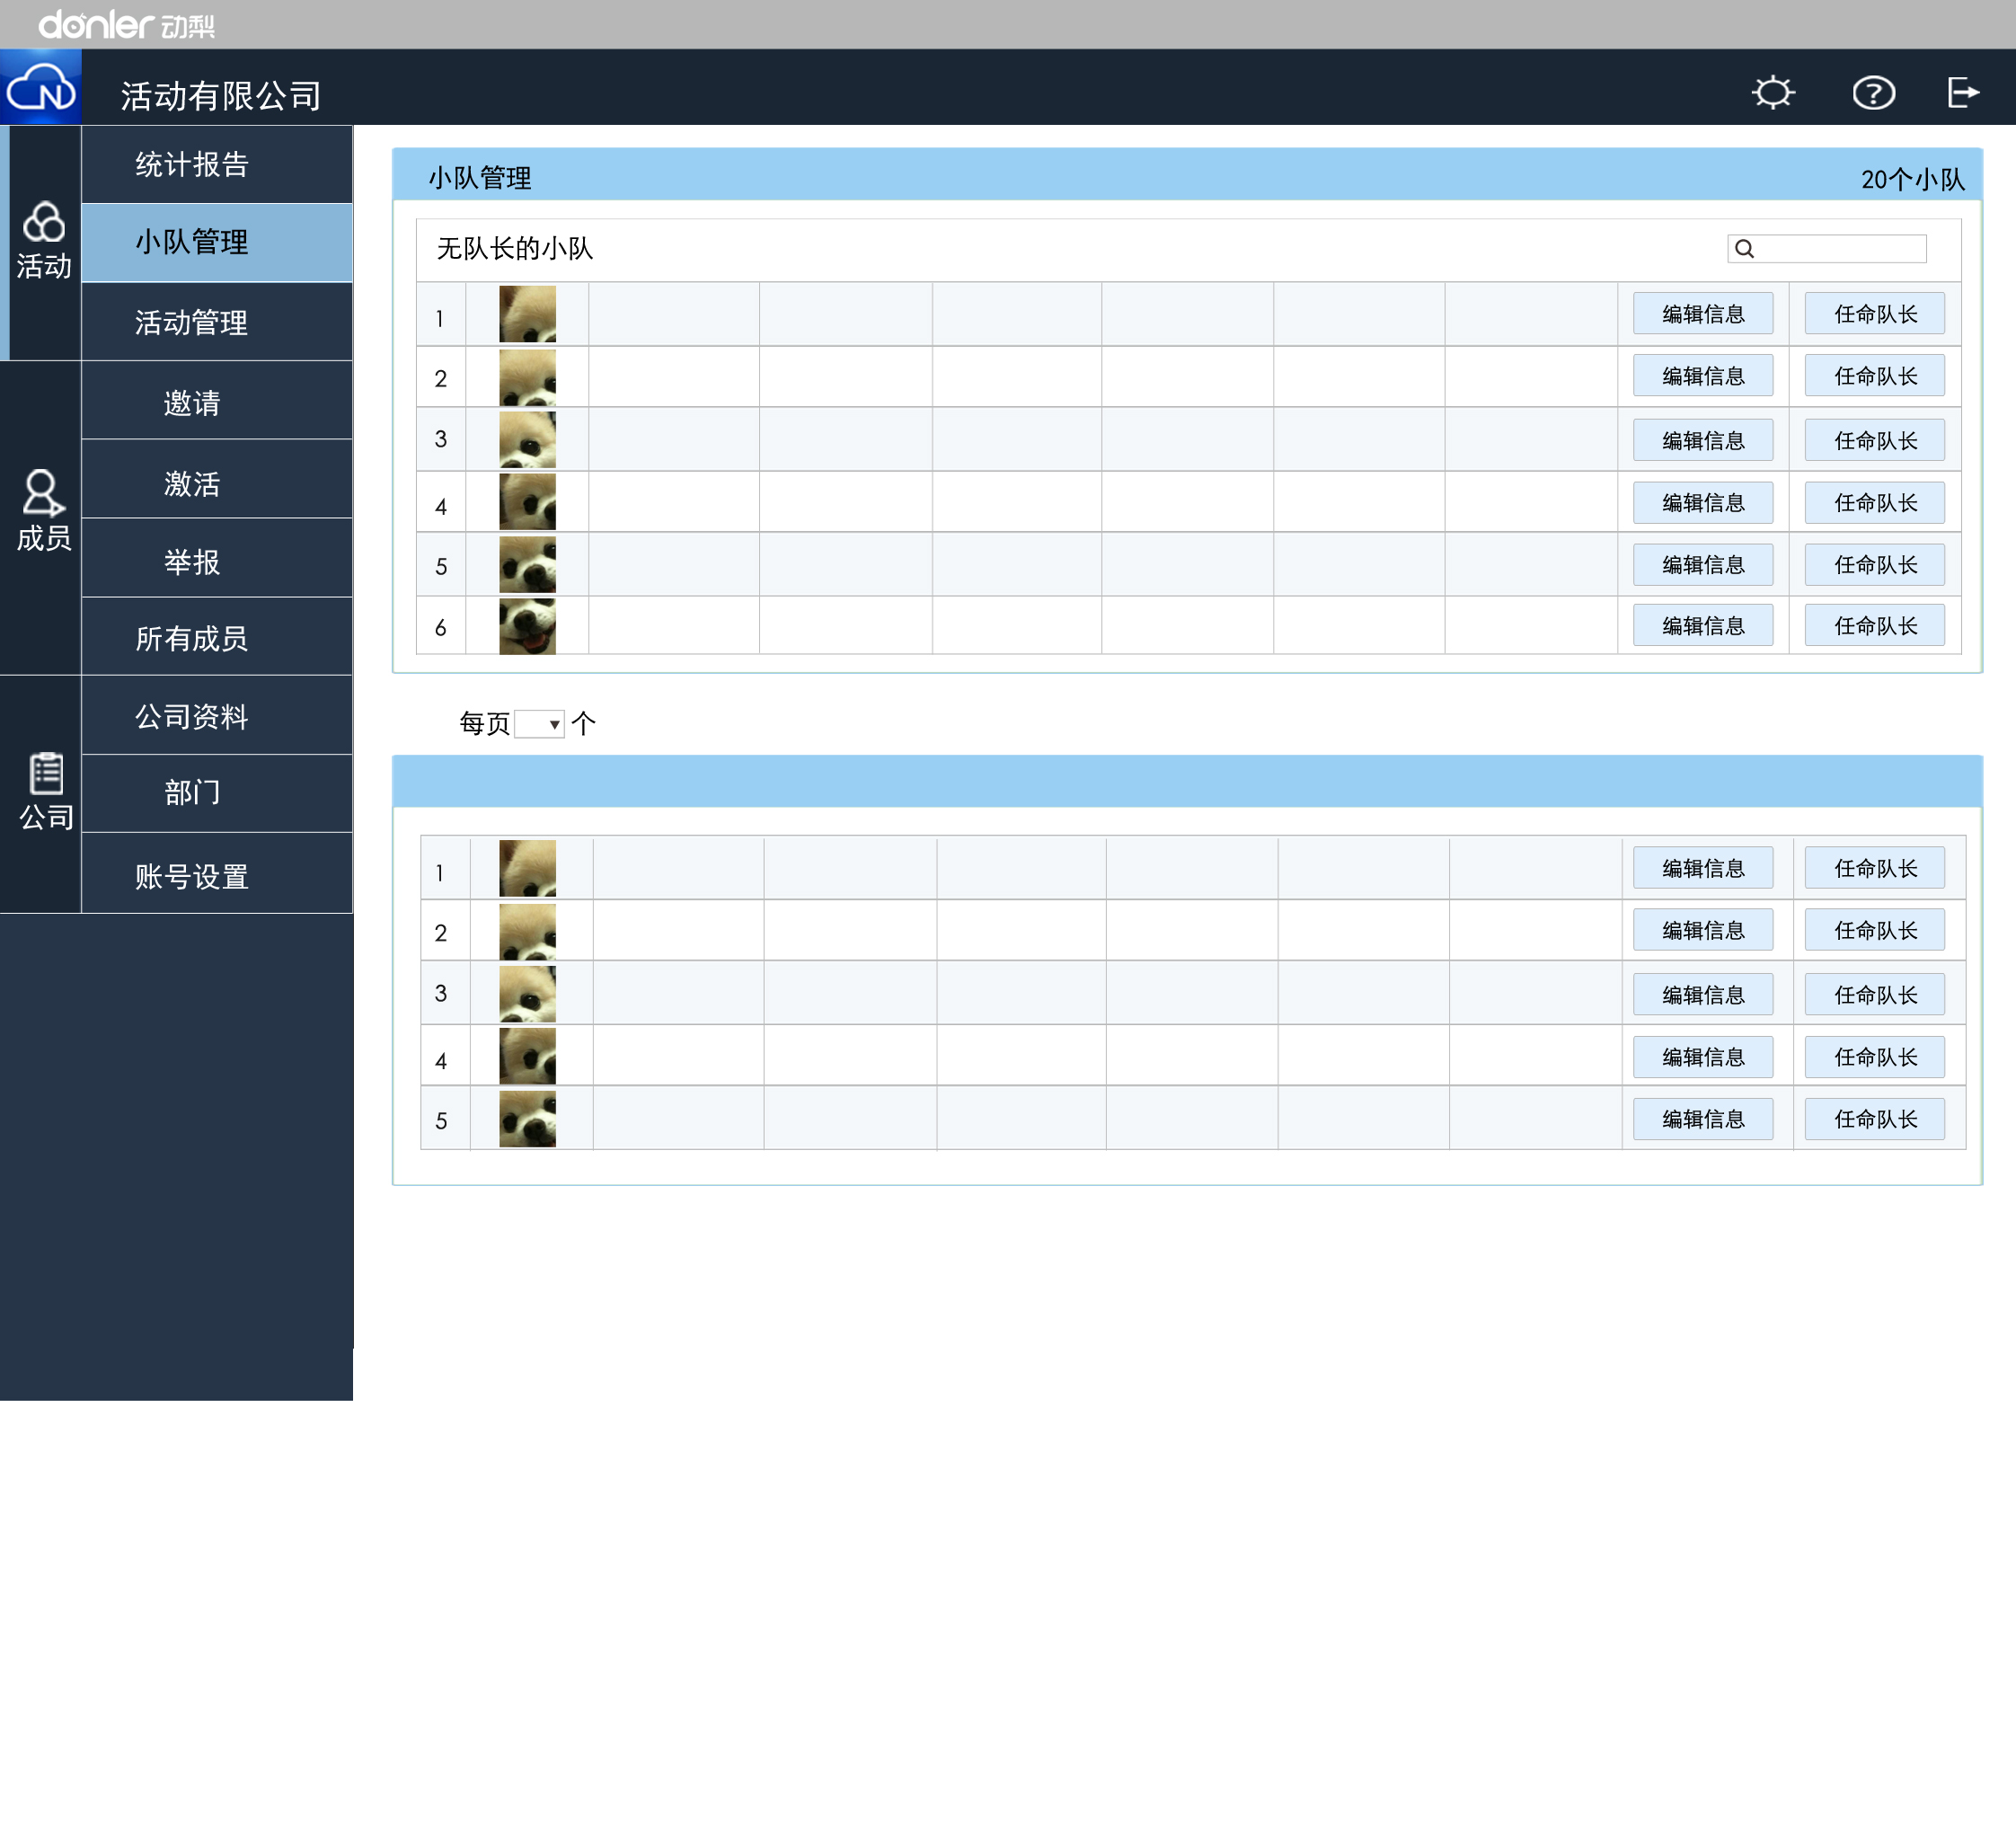 donler 动梨
活动有限公司
活动
统计报告
小队管理
活动管理
成员
邀请
激活
举报
所有成员
公司
公司资料
部门
账号设置
小队管理 20个小队
无队长的小队
1 编辑信息 任命队长
2 编辑信息 任命队长
3 编辑信息 任命队长
4 编辑信息 任命队长
5 编辑信息 任命队长
6 编辑信息 任命队长
每页 个
1 编辑信息 任命队长
2 编辑信息 任命队长
3 编辑信息 任命队长
4 编辑信息 任命队长
5 编辑信息 任命队长